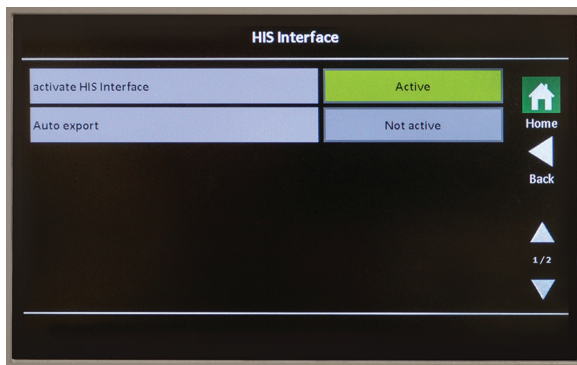 HIS Interface
activate HIS Interface
Active
Auto export
Not active
Home
Back
1/2